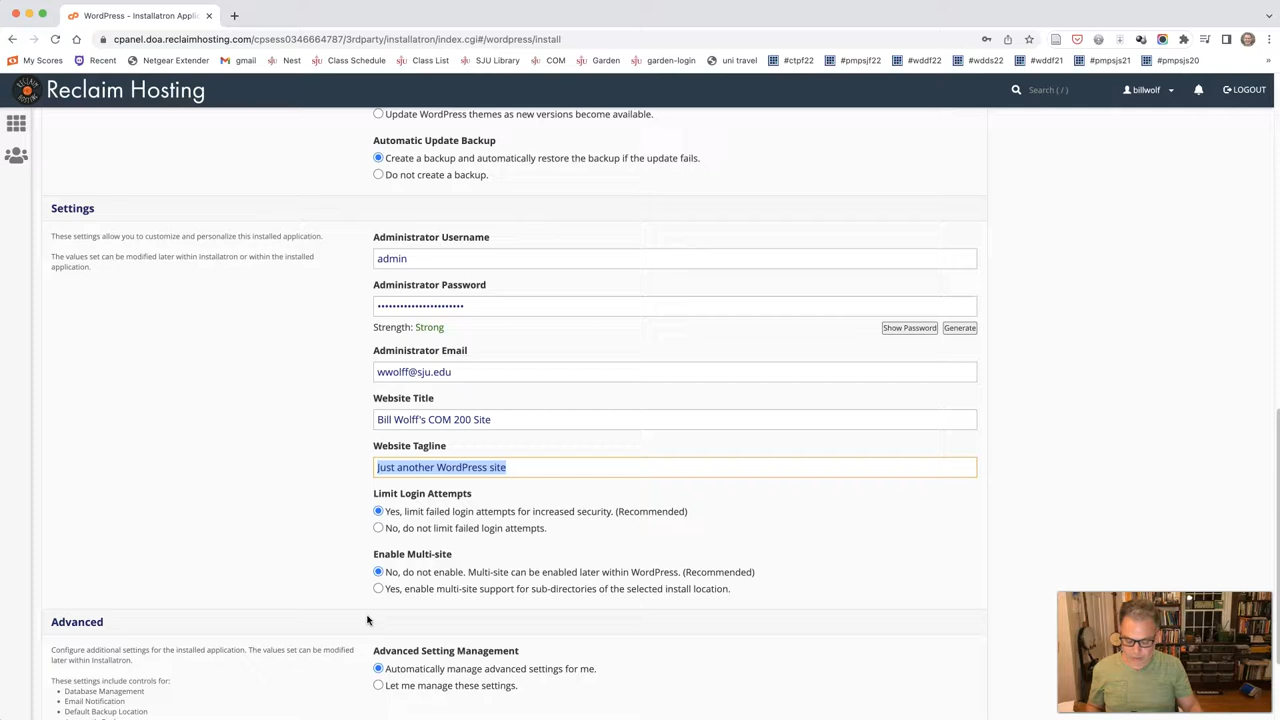 WordPress - Installatron Applic
cpanel.doa.reclaimhosting.com/cpsess0346664787/3rdparty/installatron/index.cgi#/wordpress/install
My Scores Recent Netgear Extender gmail Nest Class Schedule Class List SJU Library COM Garden garden-login uni travel #ctpf22 #pmpsjf22 #wddf22 #wdds22 #wddf21 #pmpsjs21 #pmpsjs20 »
Reclaim Hosting
Search ( / )
billwolf
LOGOUT
Update WordPress themes as new versions become available.
Automatic Update Backup
Create a backup and automatically restore the backup if the update fails.
Do not create a backup.
Settings
These settings allow you to customize and personalize this installed application.
The values set can be modified later within Installatron or within the installed
application.
Administrator Username
admin
Administrator Password
•••••••••••••••••••••••
Strength: Strong
Show Password
Generate
Administrator Email
wwolff@sju.edu
Website Title
Bill Wolff's COM 200 Site
Website Tagline
Just another WordPress site
Limit Login Attempts
Yes, limit failed login attempts for increased security. (Recommended)
No, do not limit failed login attempts.
Enable Multi-site
No, do not enable. Multi-site can be enabled later within WordPress. (Recommended)
Yes, enable multi-site support for sub-directories of the selected install location.
Advanced
Configure additional settings for the installed application. The values set can be modified
later within Installatron.
These settings include controls for:
• Database Management
• Email Notification
• Default Backup Location
Advanced Setting Management
Automatically manage advanced settings for me.
Let me manage these settings.